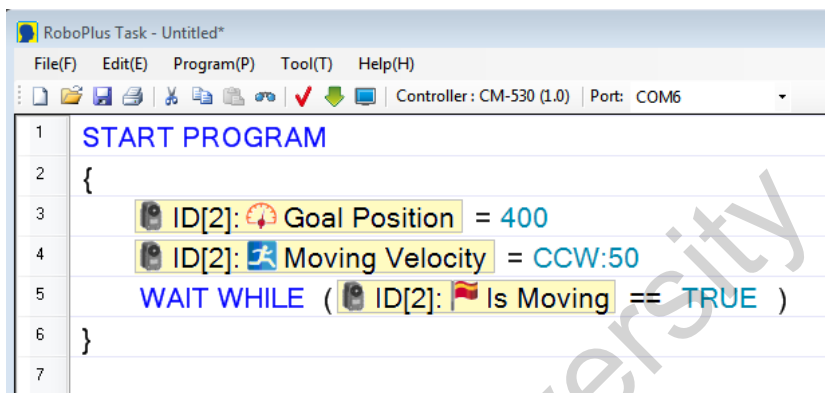 RoboPlus Task - Untitled*
File(F) Edit(E) Program(P) Tool(T) Help(H)
Controller : CM-530 (1.0) Port: COM6
1 START PROGRAM
2 {
3 ID[2]: Goal Position = 400
4 ID[2]: Moving Velocity = CCW:50
5 WAIT WHILE ( ID[2]: Is Moving == TRUE )
6 }
7
ersity